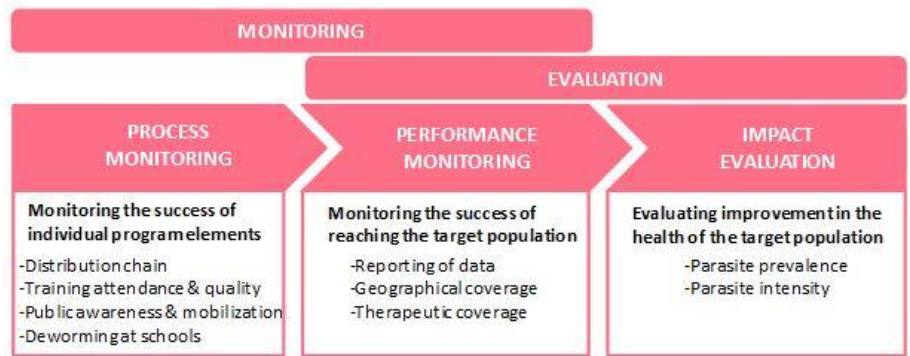 MONITORING
EVALUATION
PROCESS
MONITORING
PERFORMANCE
MONITORING
IMPACT
EVALUATION
Monitoring the success of
individual program elements
-Distribution chain
-Training attendance & quality
-Public awareness & mobilization
-Deworming at schools
Monitoring the success of
reaching the target population
-Reporting of data
-Geographical coverage
-Therapeutic coverage
Evaluating improvement in the
health of the target population
-Parasite prevalence
-Parasite intensity